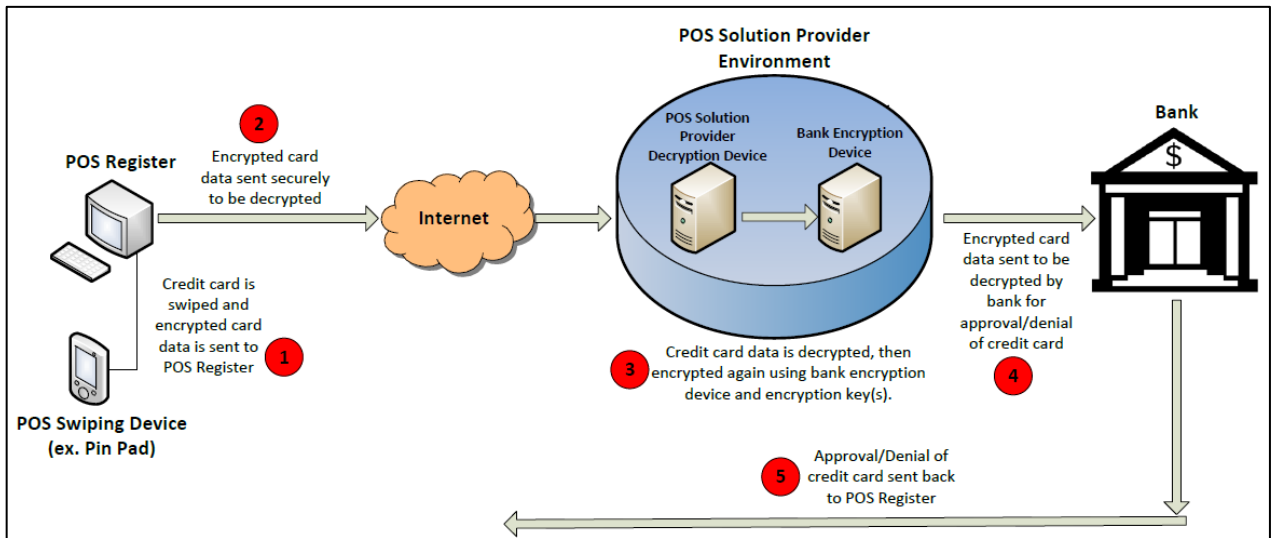 POS Solution Provider
Environment
POS Solution
Provider
Decryption Device
Bank Encryption
Device
Bank
$
2
Encrypted card
data sent securely
to be decrypted
POS Register
Internet
Credit card is
swiped and
encrypted card
data is sent to
POS Register
1
POS Swiping Device
(ex. Pin Pad)
3
Credit card data is decrypted, then
encrypted again using bank encryption
device and encryption key(s).
Encrypted card
data sent to be
decrypted by
bank for
approval/denial
of credit card
4
5
Approval/Denial of
credit card sent back
to POS Register